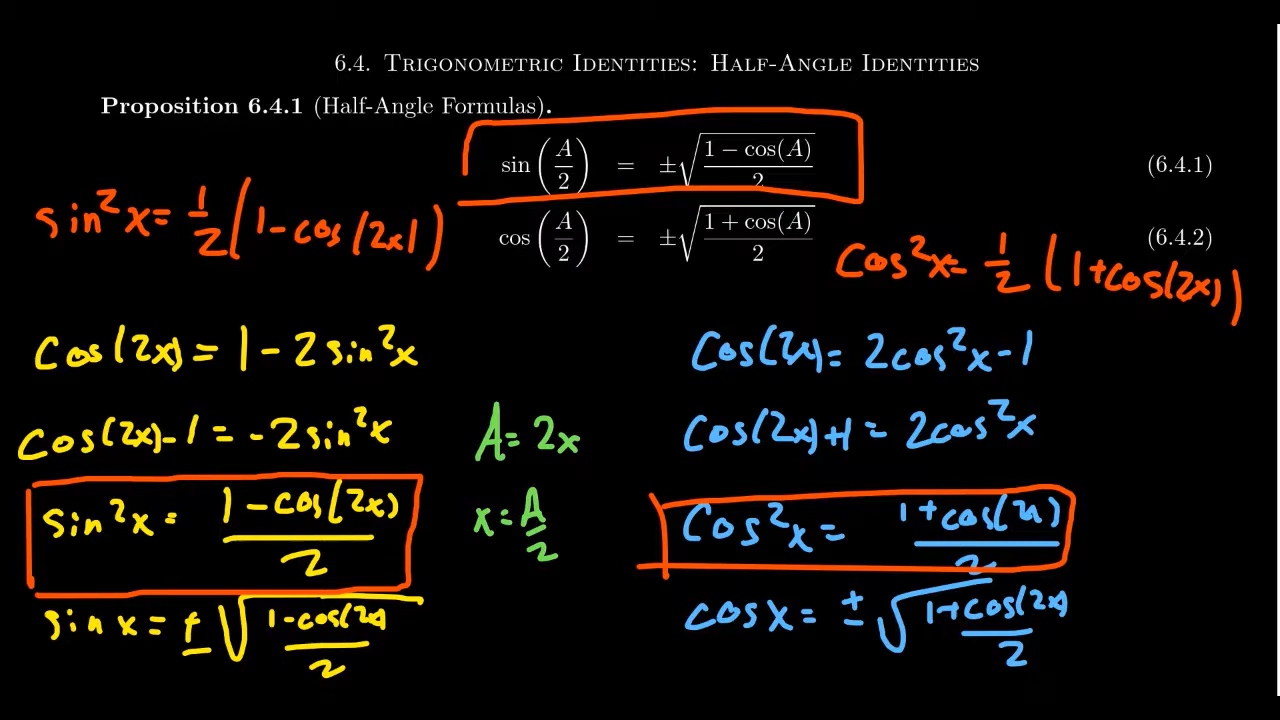 6.4. Trigonometric Identities: Half-Angle Identities
Proposition 6.4.1 (Half-Angle Formulas).
sin(A/2) = ±√((1 − cos(A))/2) (6.4.1)
sin²x = 1/2 (1 - cos(2x))
cos(A/2) = ±√((1 + cos(A))/2) (6.4.2)
cos²x = 1/2 (1 + cos(2x))
cos(2x) = 1 - 2 sin²x
cos(2x) - 1 = -2 sin²x
sin²x = (1 - cos(2x))/2
sin x = ±√((1 - cos(2x))/2)
A = 2x
x = A/2
cos(2x) = 2cos²x - 1
cos(2x) + 1 = 2cos²x
cos²x = (1 + cos(2x))/2
cos x = ±√((1 + cos(2x))/2)